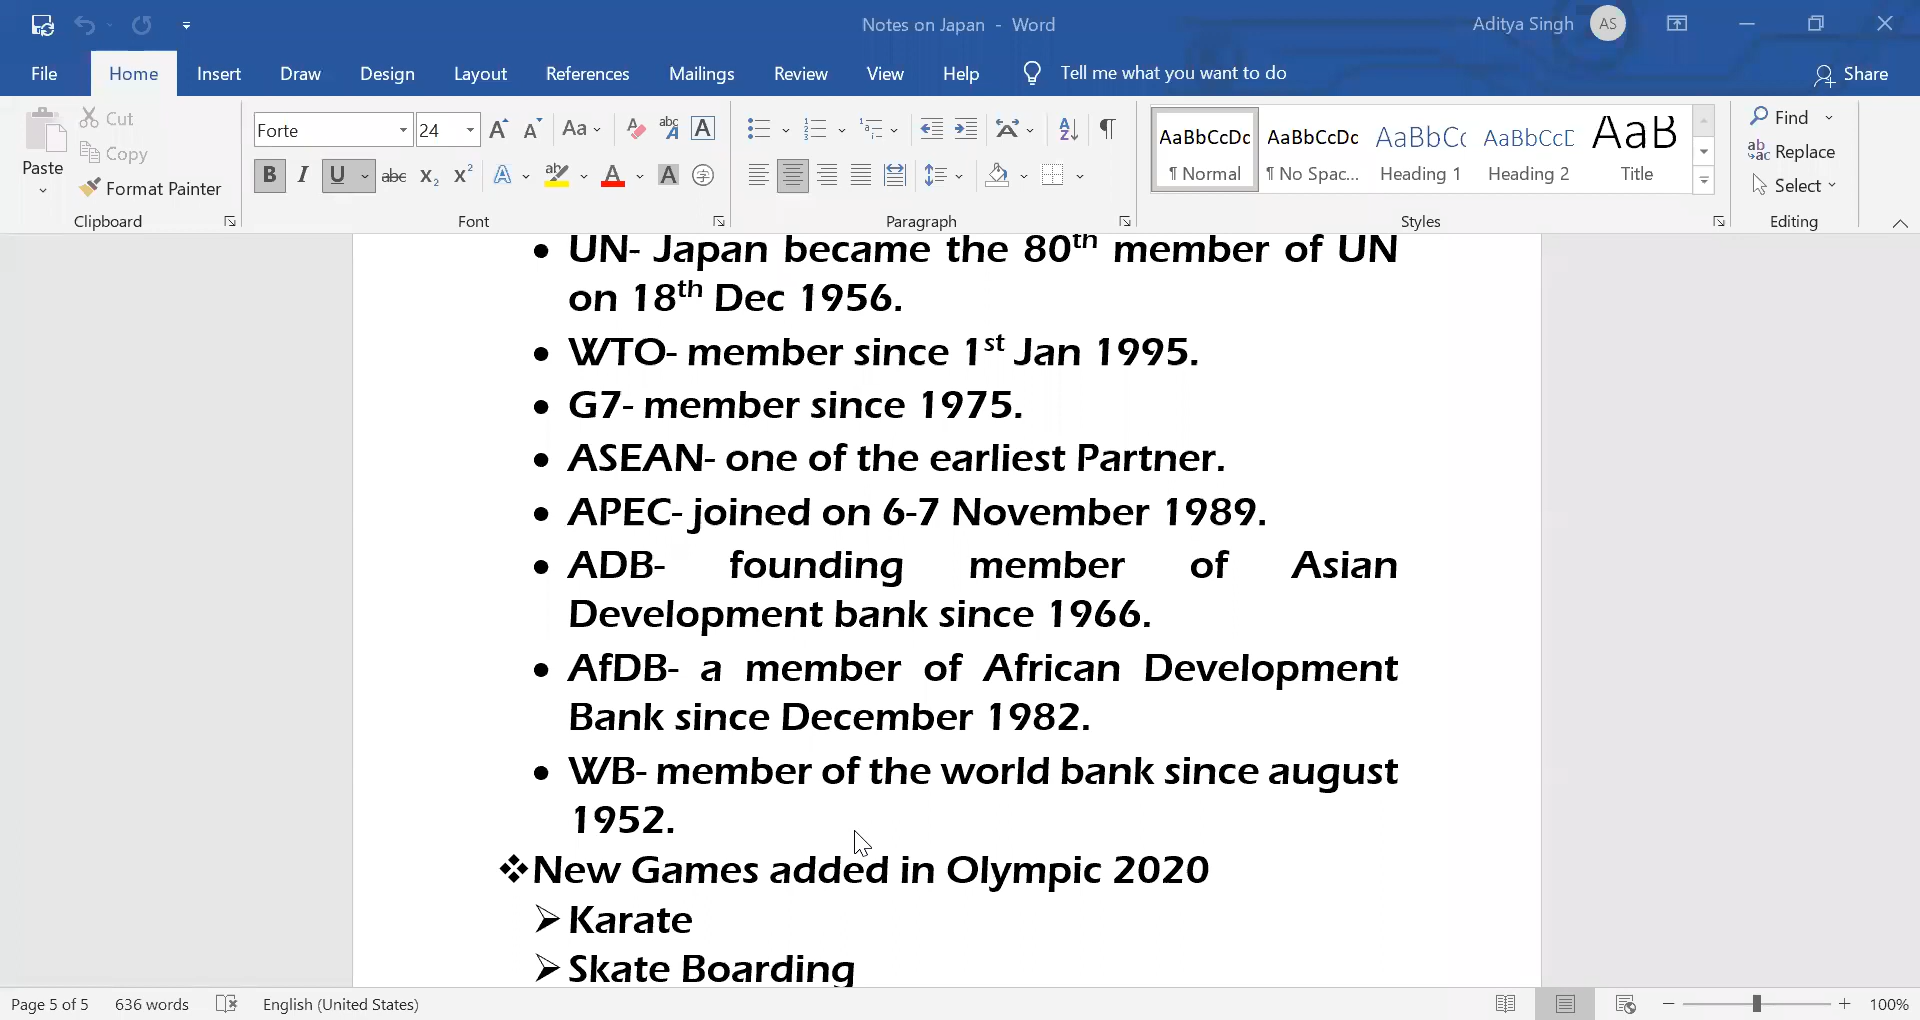 Notes on Japan - Word
Aditya Singh AS
File Home Insert Draw Design Layout References Mailings Review View Help Tell me what you want to do Share
Paste
Cut
Copy
Format Painter
Clipboard
Forte 24
Font
Paragraph
AaBbCcDc AaBbCcDc AaBbCc AaBbCcD AaB
¶ Normal ¶ No Spac... Heading 1 Heading 2 Title
Styles
Find
Replace
Select
Editing
• UN- Japan became the 80th member of UN
on 18th Dec 1956.
• WTO- member since 1st Jan 1995.
• G7- member since 1975.
• ASEAN- one of the earliest Partner.
• APEC- joined on 6-7 November 1989.
• ADB- founding member of Asian
Development bank since 1966.
• AfDB- a member of African Development
Bank since December 1982.
• WB- member of the world bank since august
1952.
❖New Games added in Olympic 2020
➢ Karate
➢ Skate Boarding
Page 5 of 5 636 words English (United States) 100%